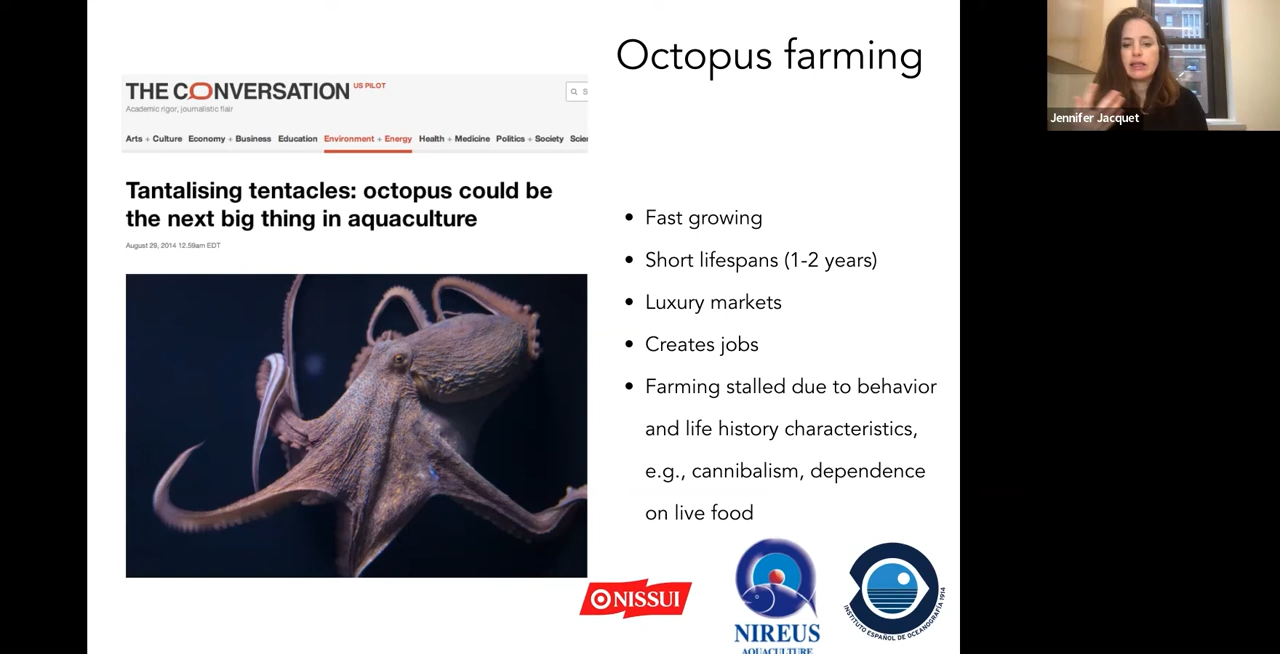 Octopus farming
THE CONVERSATION US PILOT
Academic rigor, journalistic flair
S
Arts + Culture Economy + Business Education Environment + Energy Health + Medicine Politics + Society Scie
Tantalising tentacles: octopus could be
the next big thing in aquaculture
August 29, 2014 12.59am EDT
• Fast growing
• Short lifespans (1-2 years)
• Luxury markets
• Creates jobs
• Farming stalled due to behavior
and life history characteristics,
e.g., cannibalism, dependence
on live food
NISSUI
NIREUS
AQUACULTURE
INSTITUTO ESPAÑOL DE OCEANOGRAFÍA 1914
Jennifer Jacquet